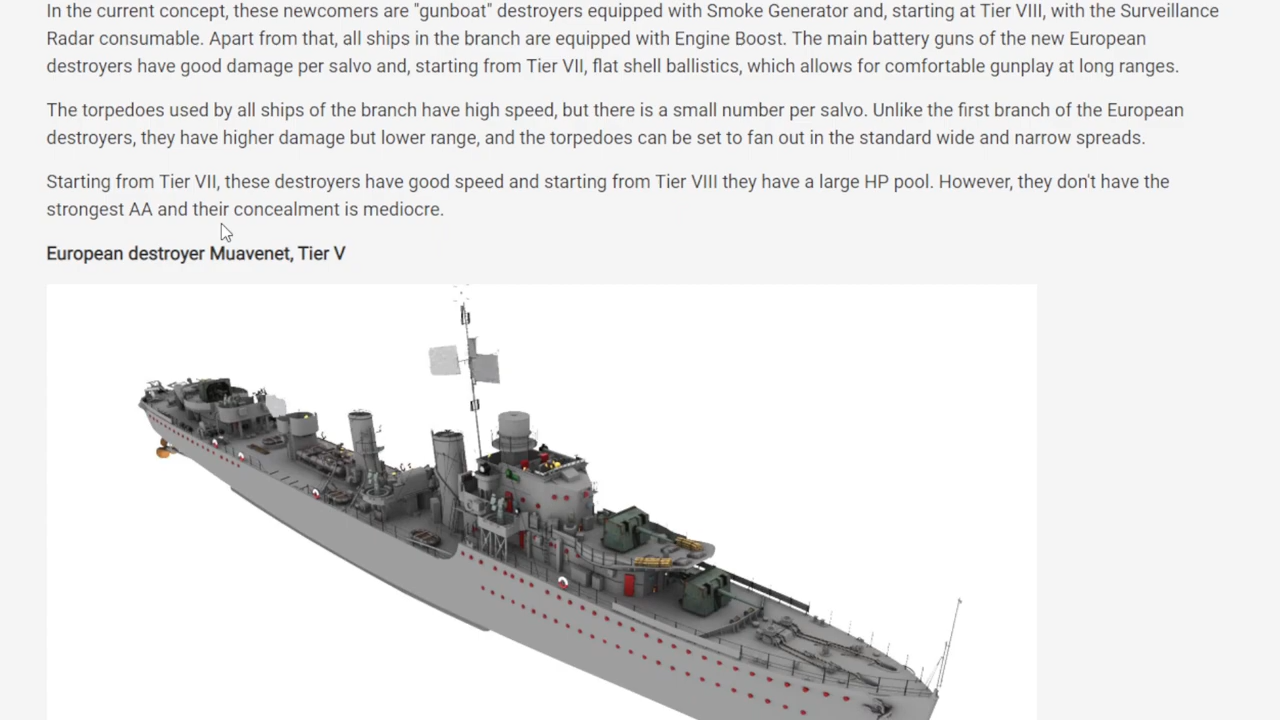 In the current concept, these newcomers are "gunboat" destroyers equipped with Smoke Generator and, starting at Tier VIII, with the Surveillance
Radar consumable. Apart from that, all ships in the branch are equipped with Engine Boost. The main battery guns of the new European
destroyers have good damage per salvo and, starting from Tier VII, flat shell ballistics, which allows for comfortable gunplay at long ranges.
The torpedoes used by all ships of the branch have high speed, but there is a small number per salvo. Unlike the first branch of the European
destroyers, they have higher damage but lower range, and the torpedoes can be set to fan out in the standard wide and narrow spreads.
Starting from Tier VII, these destroyers have good speed and starting from Tier VIII they have a large HP pool. However, they don't have the
strongest AA and their concealment is mediocre.
European destroyer Muavenet, Tier V